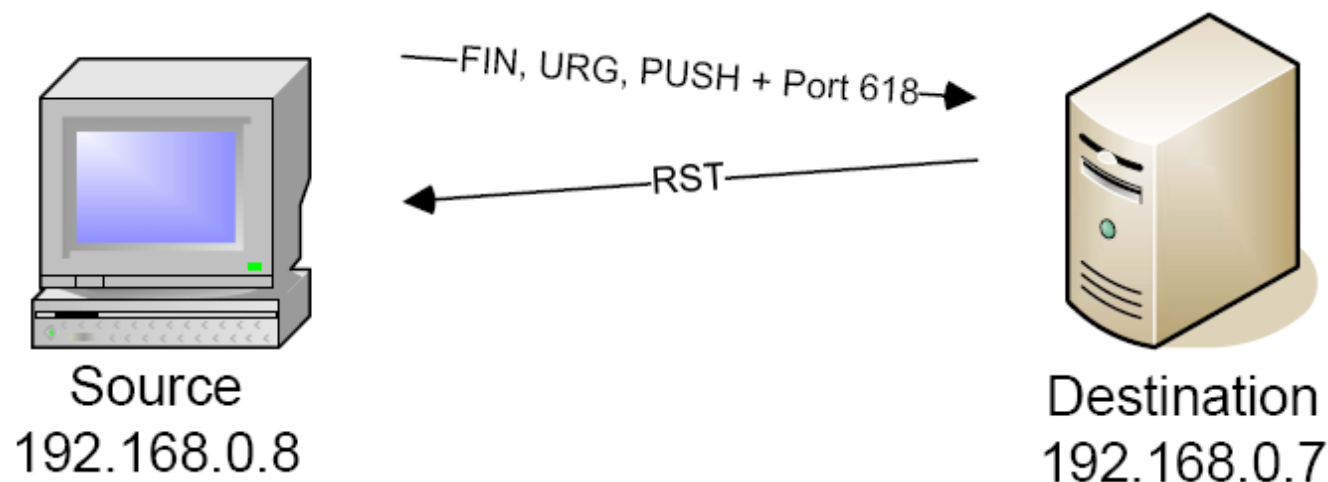 FIN, URG, PUSH + Port 618
RST
Source
192.168.0.8
Destination
192.168.0.7